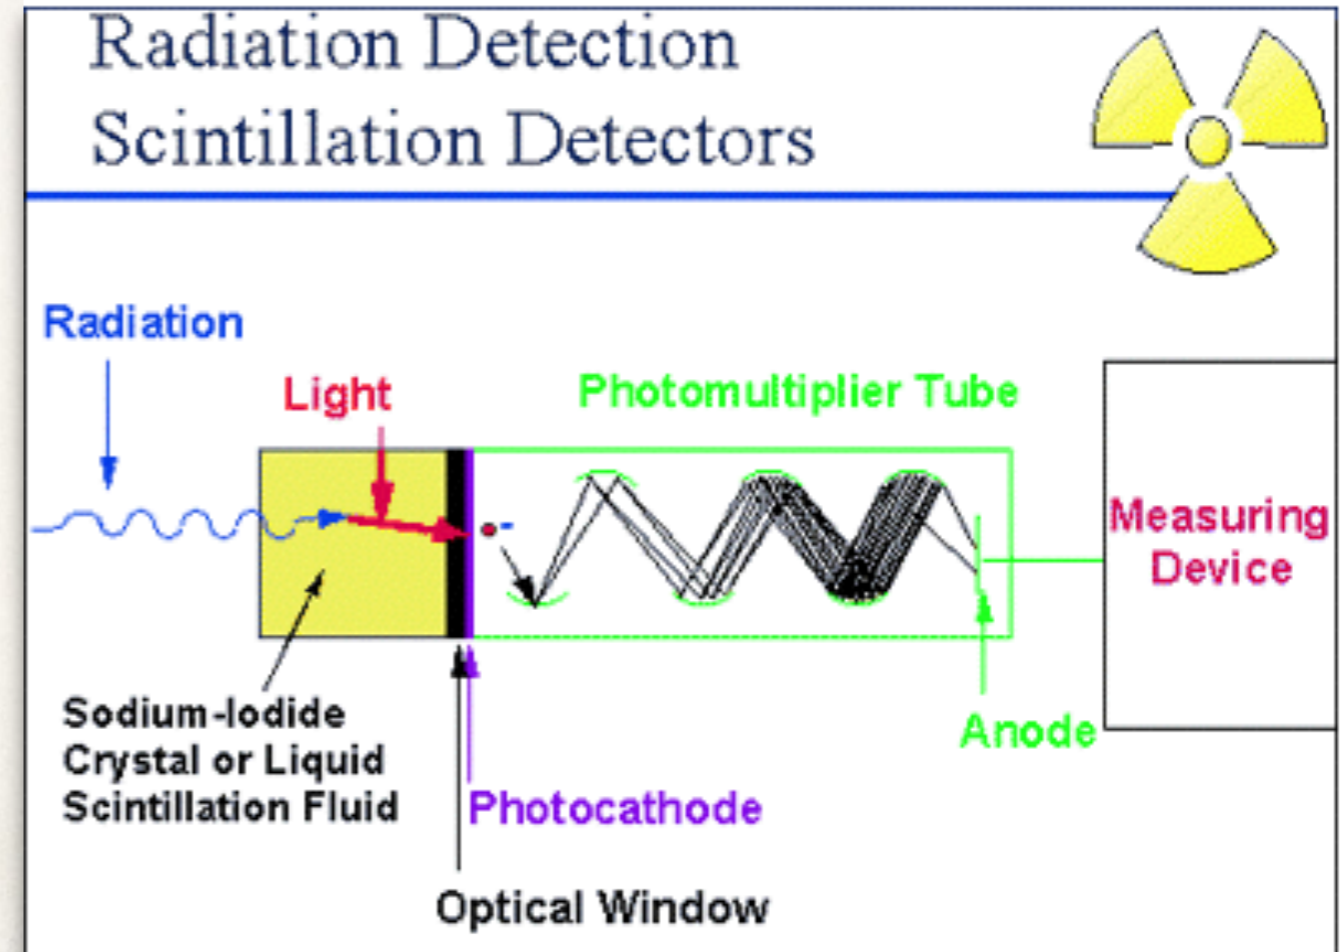 Radiation Detection
Scintillation Detectors
Radiation
Light
Photomultiplier Tube
Measuring
Device
Sodium-Iodide
Crystal or Liquid
Scintillation Fluid
Anode
Photocathode
Optical Window